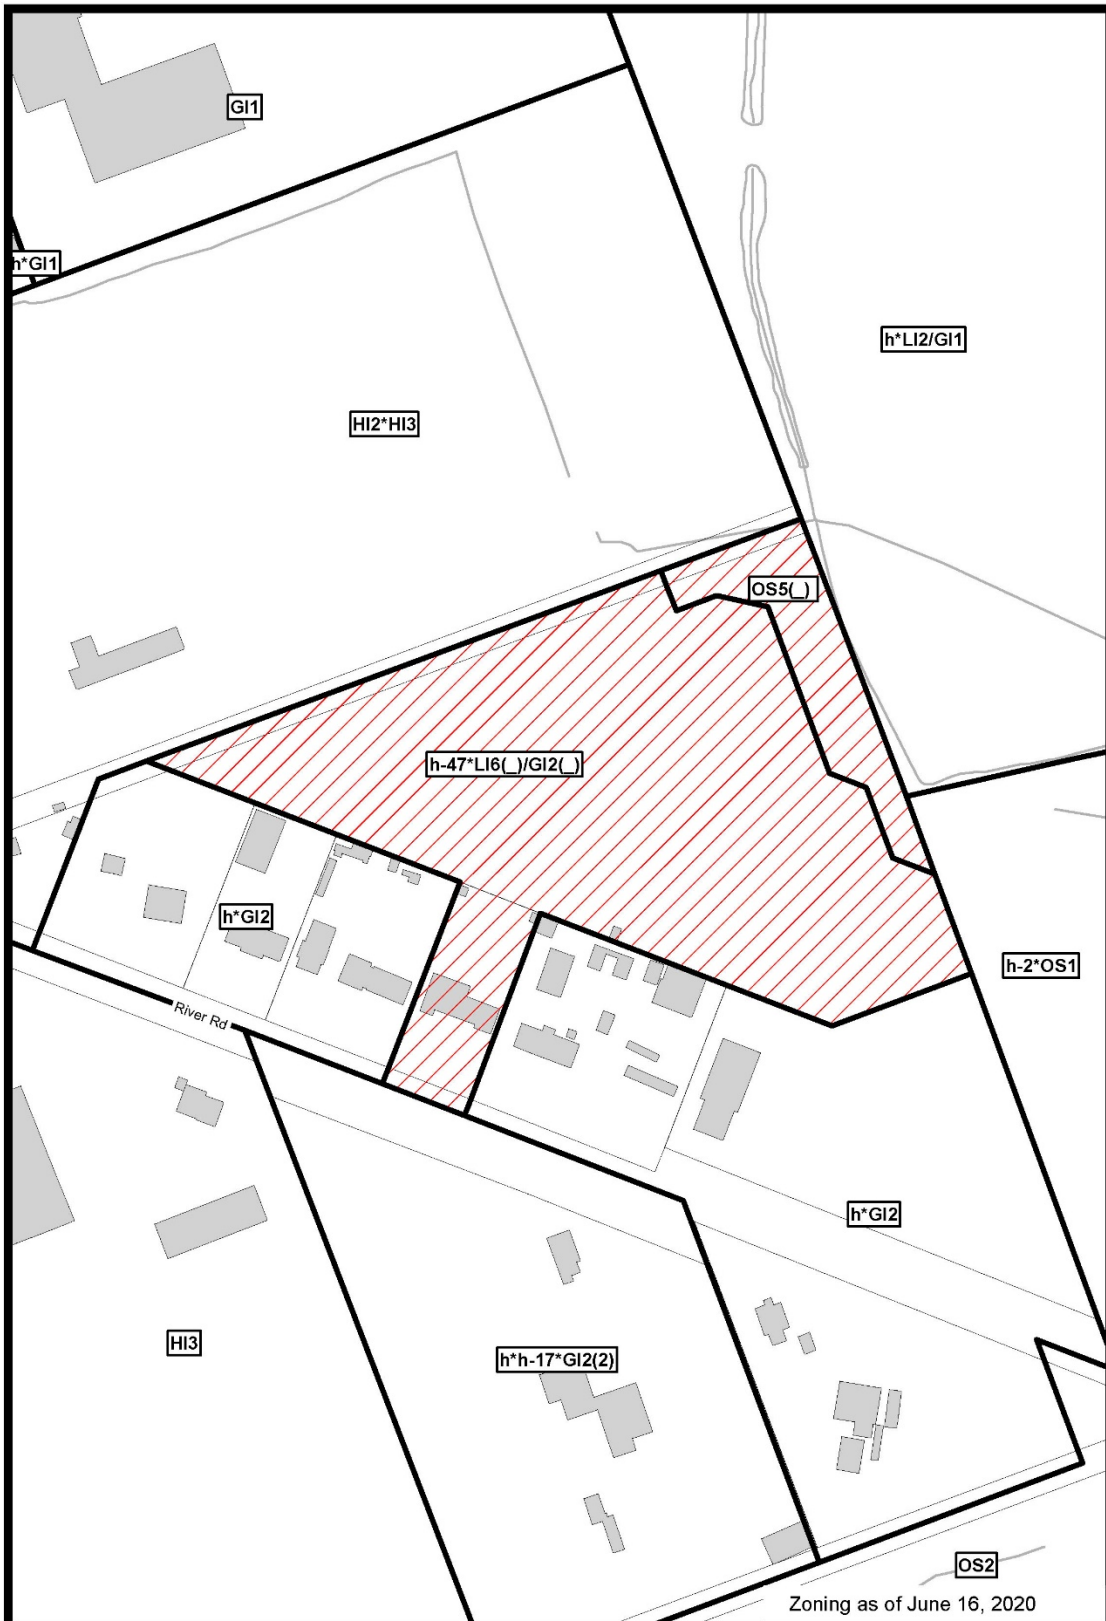 GI1
h*GI1
h*LI2/GI1
HI2*HI3
OS5(_)
h-47*LI6(_)/GI2(_)
h*GI2
h-2*OS1
River Rd
h*GI2
HI3
h*h-17*GI2(2)
OS2
Zoning as of June 16, 2020